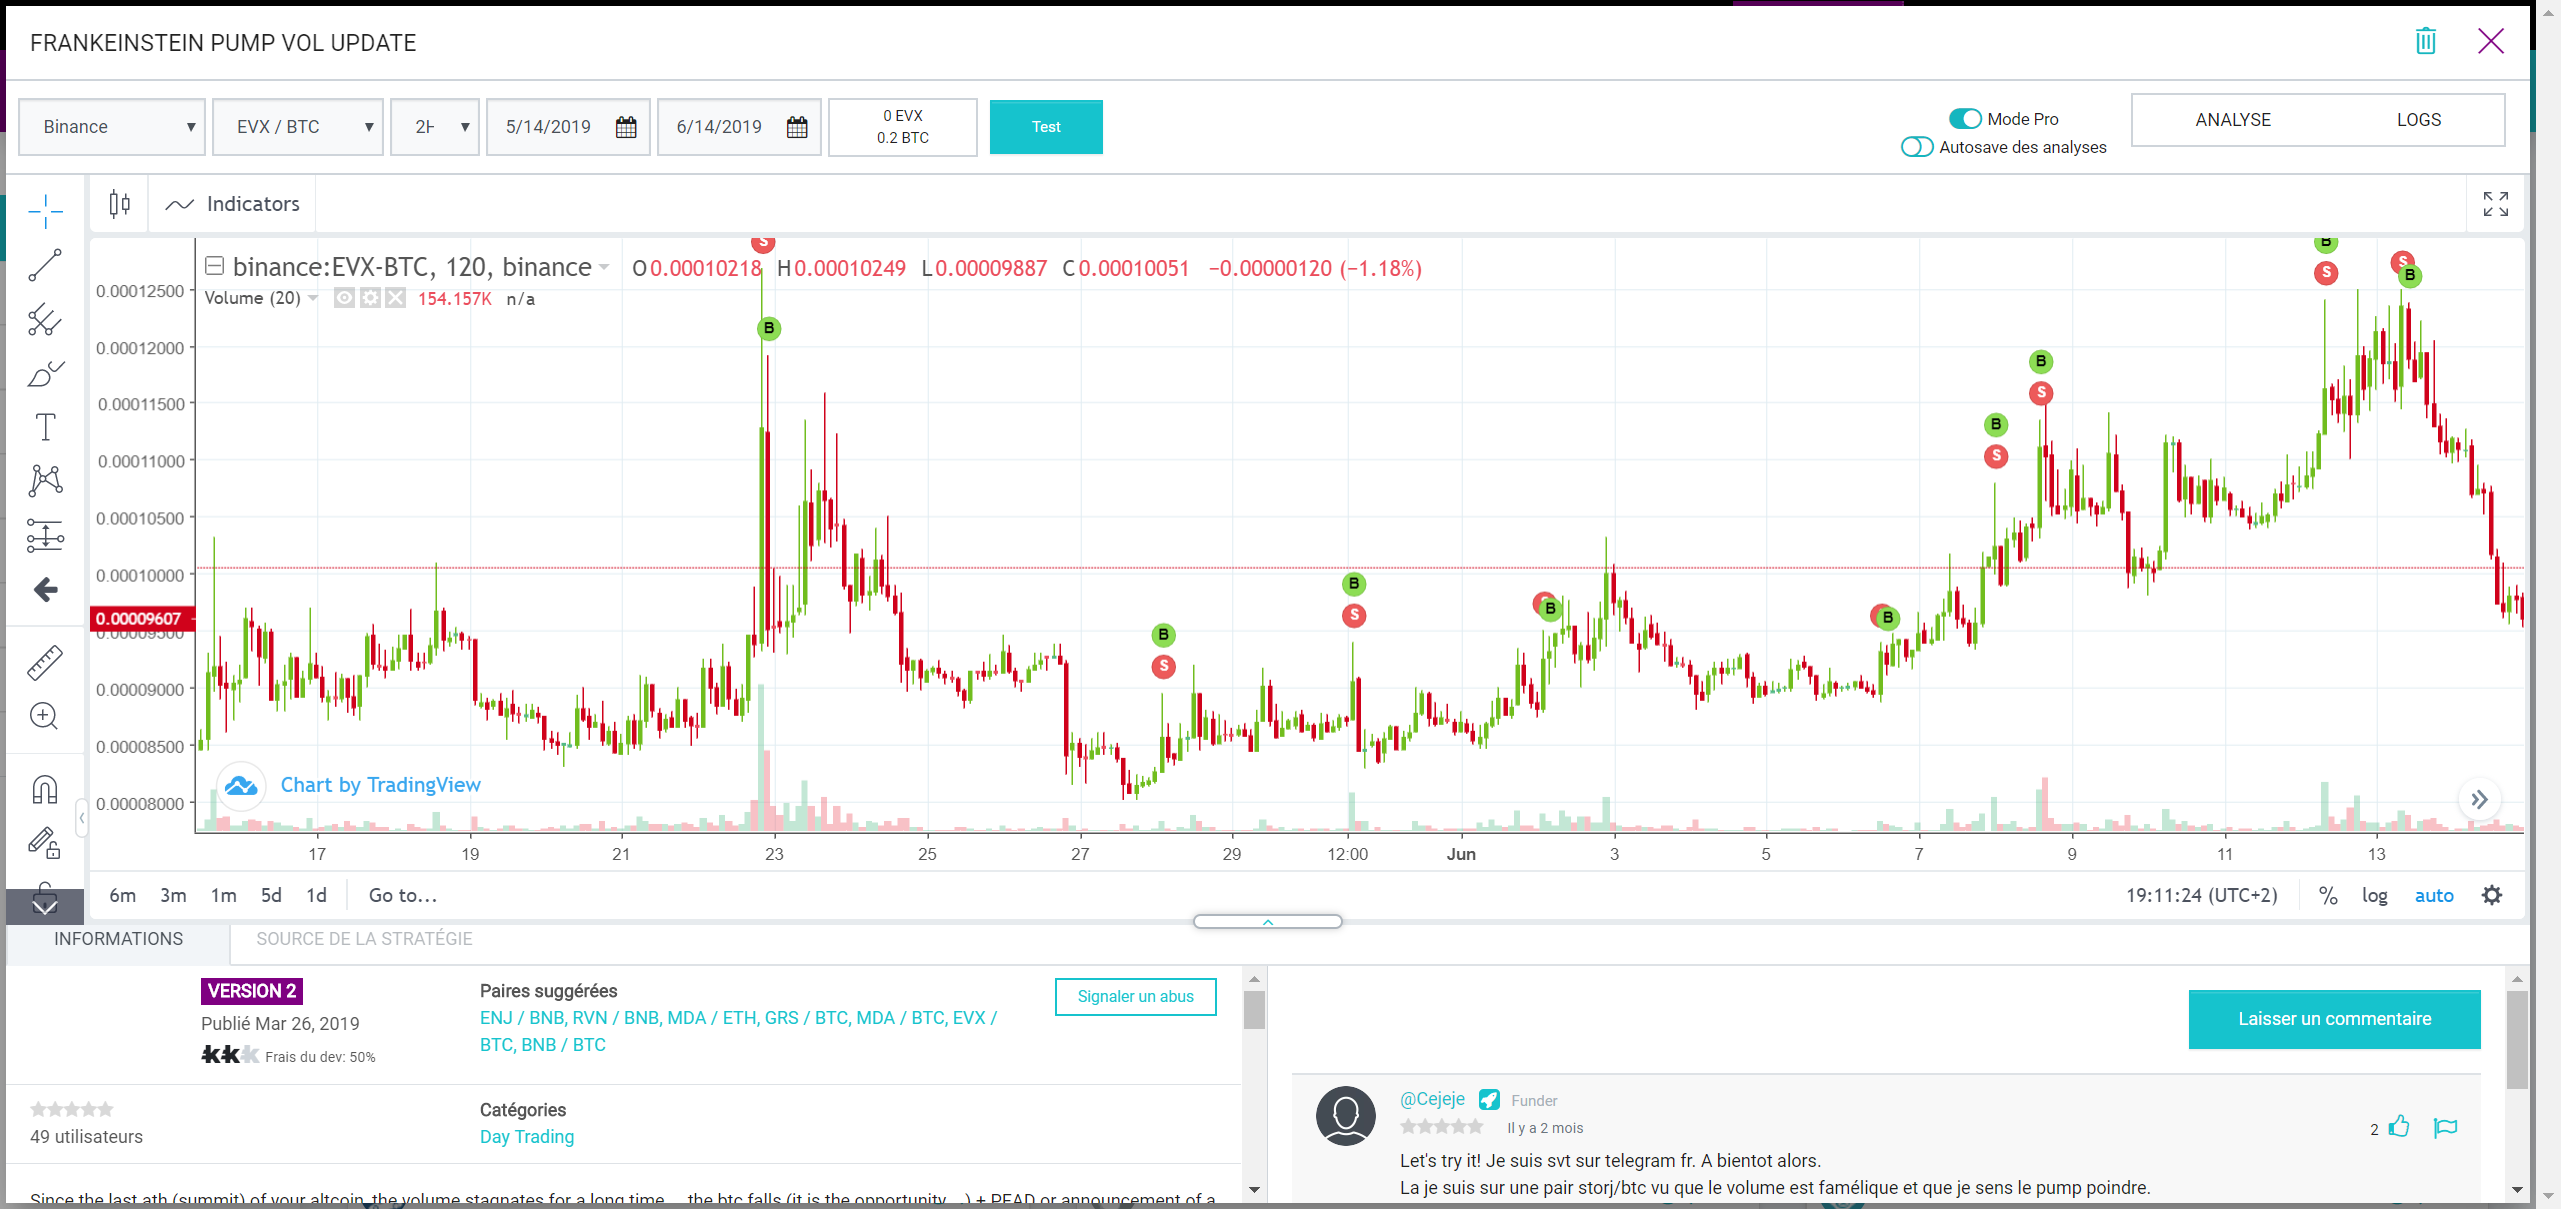 FRANKEINSTEIN PUMP VOL UPDATE
Binance
EVX / BTC
2H
5/14/2019
6/14/2019
0 EVX
0.2 BTC
Test
Mode Pro
Autosave des analyses
ANALYSE
LOGS
Indicators
binance:EVX-BTC, 120, binance
O0.00010218 H0.00010249 L0.00009887 C0.00010051 −0.00000120 (−1.18%)
Volume (20)
154.157K n/a
0.00012500
0.00012000
0.00011500
0.00011000
0.00010500
0.00010000
0.00009607
0.00009500
0.00009000
0.00008500
0.00008000
S
B
B
S
B
S
S
B
S
B
B
S
B
S
B
S
S
B
Chart by TradingView
17
19
21
23
25
27
29
12:00
Jun
3
5
7
9
11
13
6m 3m 1m 5d 1d Go to...
19:11:24 (UTC+2) % log auto
INFORMATIONS
SOURCE DE LA STRATÉGIE
VERSION 2
Publié Mar 26, 2019
Frais du dev: 50%
Paires suggérées
ENJ / BNB, RVN / BNB, MDA / ETH, GRS / BTC, MDA / BTC, EVX /
BTC, BNB / BTC
Signaler un abus
49 utilisateurs
Catégories
Day Trading
Since the last ath (summit) of your altcoin, the volume stagnates for a long time ... the btc falls (it is the opportunity ...) + PEAD or announcement of a
Laisser un commentaire
@Cejeje
Funder
Il y a 2 mois
2
Let's try it! Je suis svt sur telegram fr. A bientot alors.
La je suis sur une pair storj/btc vu que le volume est famélique et que je sens le pump poindre.